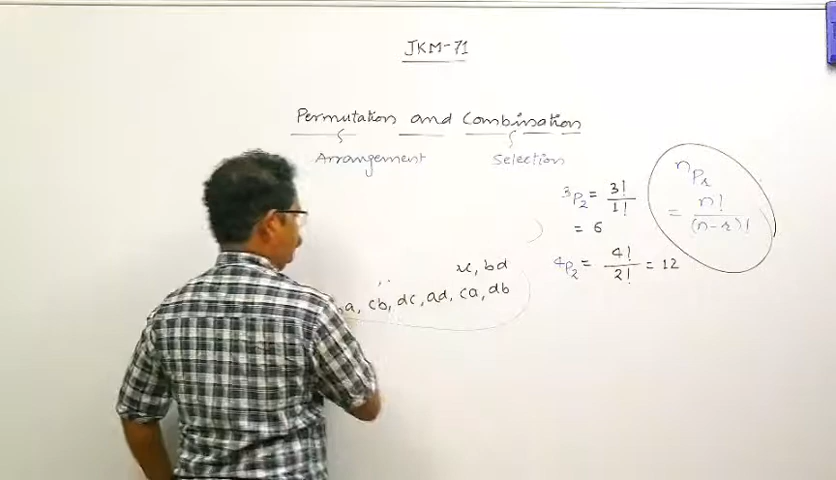 JKM-71
Permutation and Combination
Arrangement Selection
3P2 = 3!/1!
= 6
4P2 = 4!/2! = 12
nPr
= n!/(n-r)!
bd
ba, cb, dc, ad, ca, db